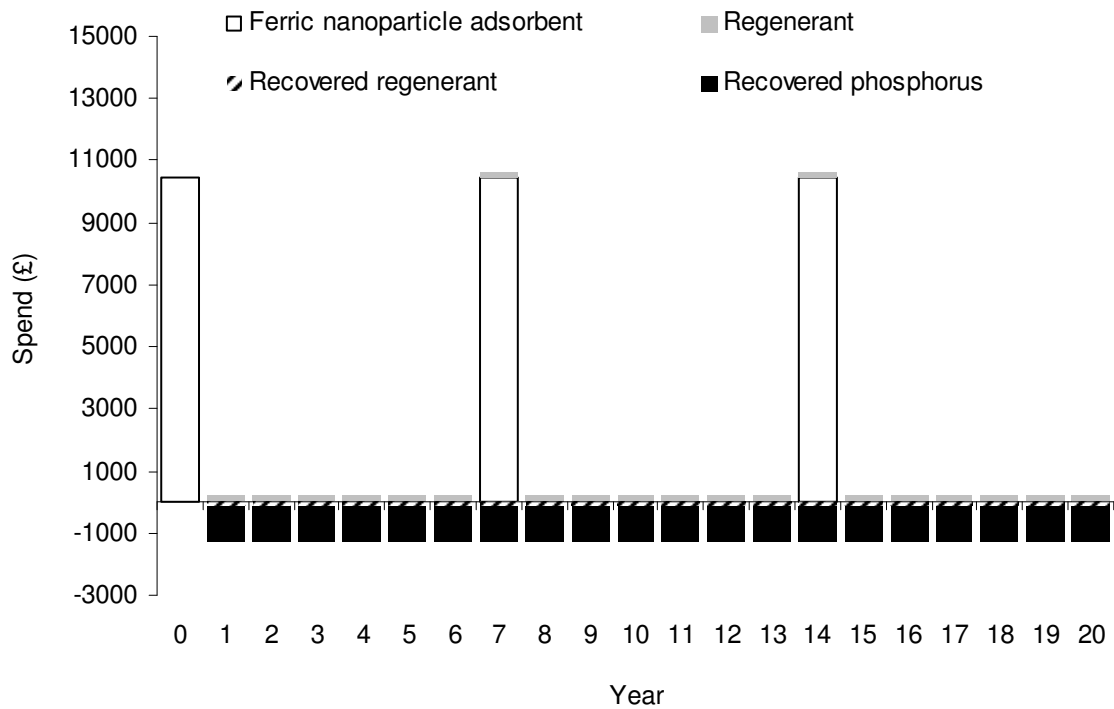 Ferric nanoparticle adsorbent Regenerant
Recovered regenerant Recovered phosphorus
15000
13000
11000
9000
7000
5000
3000
1000
-1000
-3000
Spend (£)
0 1 2 3 4 5 6 7 8 9 10 11 12 13 14 15 16 17 18 19 20
Year